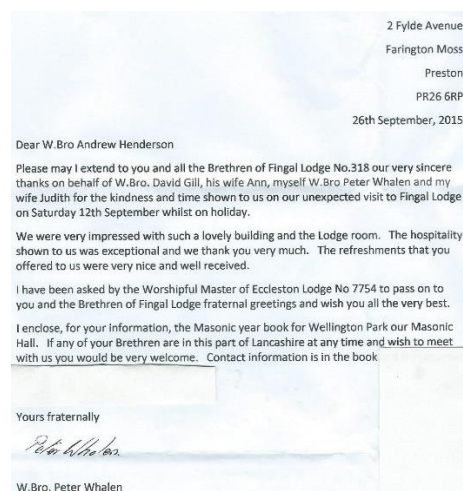 2 Fylde Avenue
Farington Moss
Preston
PR26 6RP
26th September, 2015
Dear W.Bro Andrew Henderson
Please may I extend to you and all the Brethren of Fingal Lodge No.318 our very sincere
thanks on behalf of W.Bro. David Gill, his wife Ann, myself W.Bro Peter Whalen and my
wife Judith for the kindness and time shown to us on our unexpected visit to Fingal Lodge
on Saturday 12th September whilst on holiday.
We were very impressed with such a lovely building and the Lodge room. The hospitality
shown to us was exceptional and we thank you very much. The refreshments that you
offered to us were very nice and well received.
I have been asked by the Worshipful Master of Eccleston Lodge No 7754 to pass on to
you and the Brethren of Fingal Lodge fraternal greetings and wish you all the very best.
I enclose, for your information, the Masonic year book for Wellington Park our Masonic
Hall. If any of your Brethren are in this part of Lancashire at any time and wish to meet
with us you would be very welcome. Contact information is in the book
Yours fraternally
Peter Whalen.
W.Bro. Peter Whalen